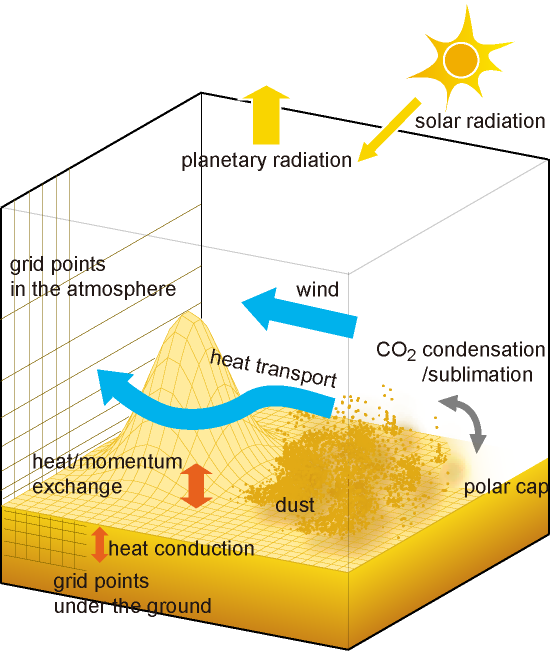 solar radiation
planetary radiation
grid points
in the atmosphere
wind
CO₂ condensation
/sublimation
heat transport
heat/momentum
exchange
polar cap
dust
heat conduction
grid points
under the ground